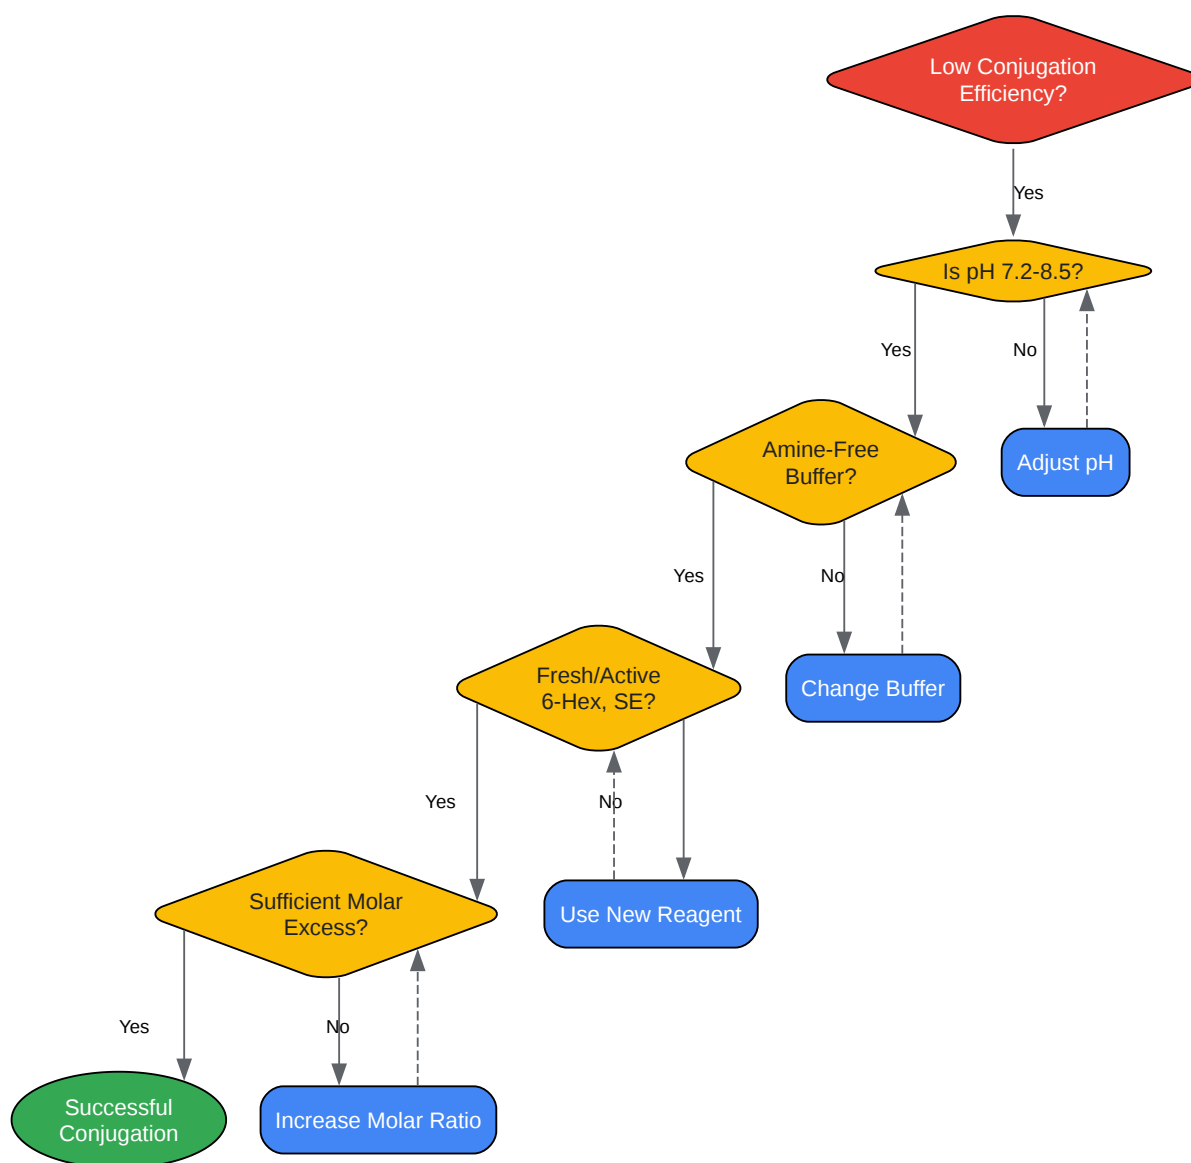 Low Conjugation
Efficiency?
Yes
Is pH 7.2-8.5?
Yes
No
Amine-Free
Buffer?
Adjust pH
Yes
No
Fresh/Active
6-Hex, SE?
Change Buffer
Yes
No
Sufficient Molar
Excess?
Use New Reagent
Yes
No
Successful
Conjugation
Increase Molar Ratio